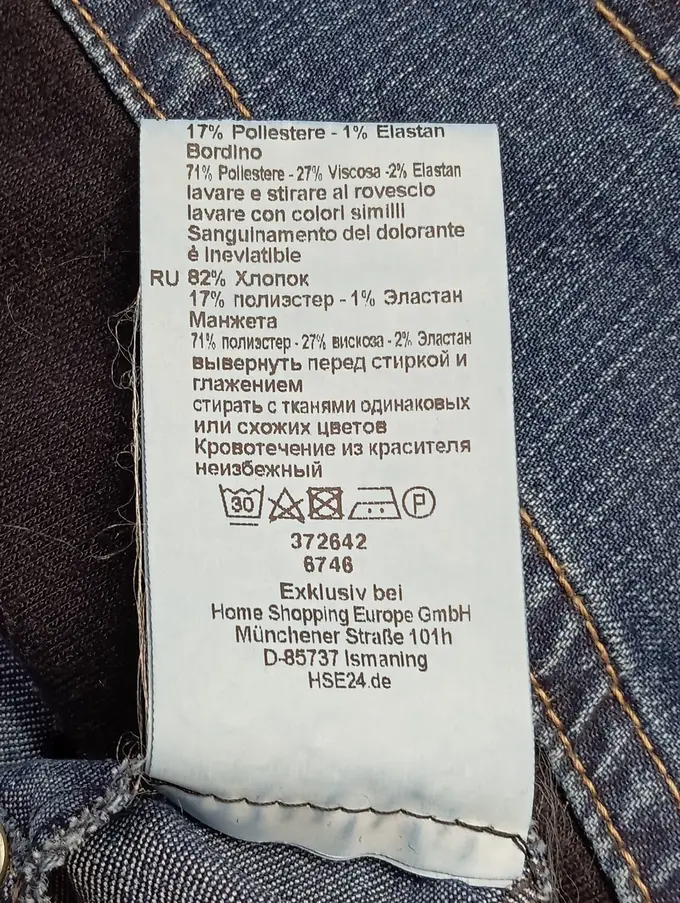 17% Poliestere - 1% Elastan
Bordino
71% Poliestere - 27% Viscosa -2% Elastan
lavare e stirare al rovescio
lavare con colori simili
Sanguinamento del dolorante
è ineviatible
RU 82% Хлопок
17% полиэстер - 1% Эластан
Манжета
71% полиэстер - 27% вискоза - 2% Эластан
вывернуть перед стиркой и
глажением
стирать с тканями одинаковых
или схожих цветов
Кровотечение из красителя
неизбежный
30 P
372642
6746
Exklusiv bei
Home Shopping Europe GmbH
Münchener Straße 101h
D-85737 Ismaning
HSE24.de